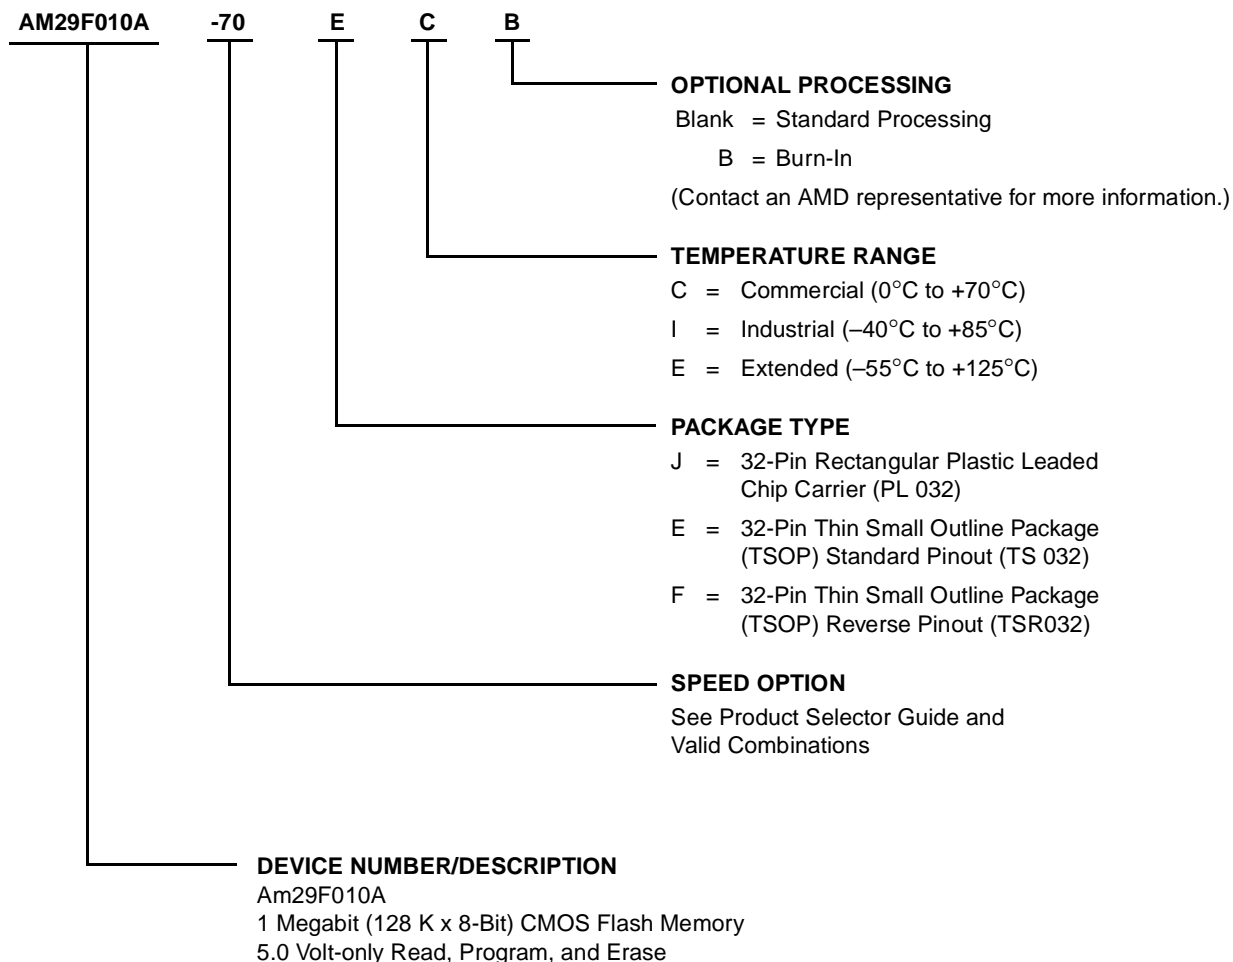 AM29F010A -70 E C B
OPTIONAL PROCESSING
Blank = Standard Processing
B = Burn-In
(Contact an AMD representative for more information.)
TEMPERATURE RANGE
C = Commercial (0°C to +70°C)
I = Industrial (–40°C to +85°C)
E = Extended (–55°C to +125°C)
PACKAGE TYPE
J = 32-Pin Rectangular Plastic Leaded
Chip Carrier (PL 032)
E = 32-Pin Thin Small Outline Package
(TSOP) Standard Pinout (TS 032)
F = 32-Pin Thin Small Outline Package
(TSOP) Reverse Pinout (TSR032)
SPEED OPTION
See Product Selector Guide and
Valid Combinations
DEVICE NUMBER/DESCRIPTION
Am29F010A
1 Megabit (128 K x 8-Bit) CMOS Flash Memory
5.0 Volt-only Read, Program, and Erase